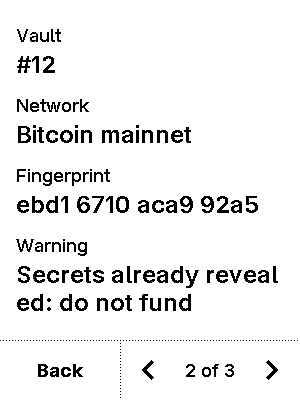 Vault
#12
Network
Bitcoin mainnet
Fingerprint
ebd1 6710 aca9 92a5
Warning
Secrets already reveal
ed: do not fund
Back
2 of 3